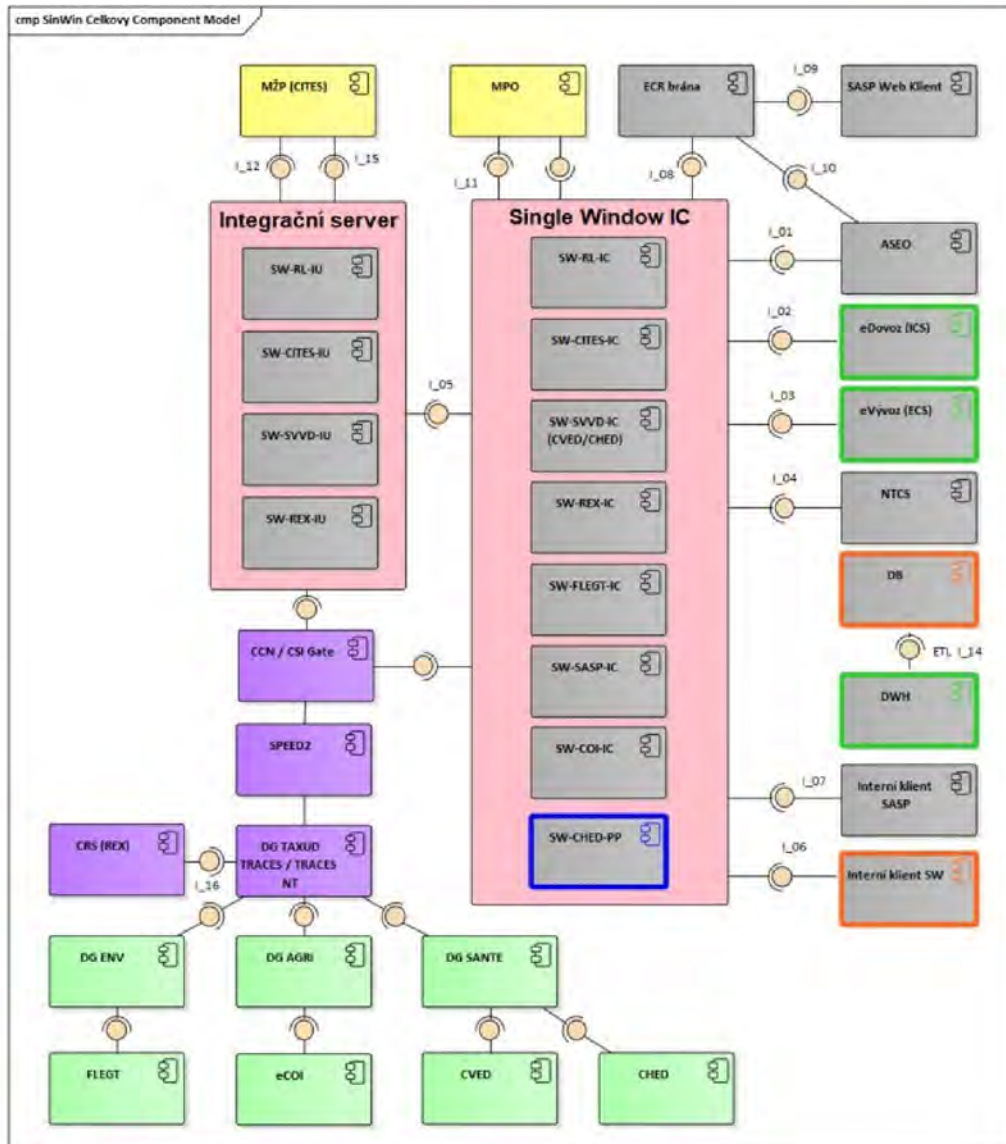 cmp SinWin Celkovy Component Model
MŽP (CITES)
MPO
ECR brána
I_09
SASP Web Klient
I_12
I_15
I_11
I_08
I_10
Integrační server
Single Window IC
SW-RL-IU
SW-CITES-IU
SW-SVVD-IU
SW-REX-IU
I_05
SW-RL-IC
SW-CITES-IC
SW-SVVD-IC
(CVED/CHED)
SW-REX-IC
SW-FLEGT-IC
SW-SASP-IC
SW-COI-IC
SW-CHED-PP
I_01
ASEO
I_02
eDovoz (ICS)
I_03
eVývoz (ECS)
I_04
NTCS
DB
ETL I_14
DWH
I_07
Interní klient
SASP
I_06
Interní klient SW
CCN / CSI Gate
SPEED2
CRS (REX)
I_16
DG TAXUD
TRACES / TRACES
NT
DG ENV
DG AGRI
DG SANTE
FLEGT
eCOI
CVED
CHED